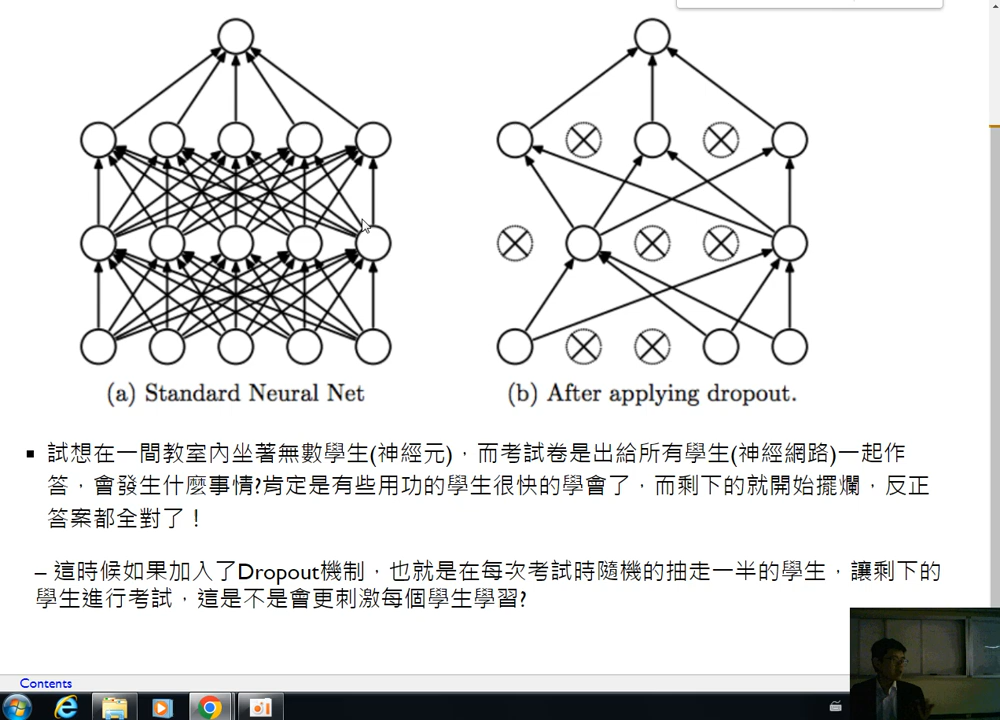 (a) Standard Neural Net
(b) After applying dropout.
▪ 試想在一間教室內坐著無數學生(神經元)，而考試卷是出給所有學生(神經網路)一起作
答，會發生什麼事情?肯定是有些用功的學生很快的學會了，而剩下的就開始擺爛，反正
答案都全對了！
– 這時候如果加入了Dropout機制，也就是在每次考試時隨機的抽走一半的學生，讓剩下的
學生進行考試，這是不是會更刺激每個學生學習?
Contents